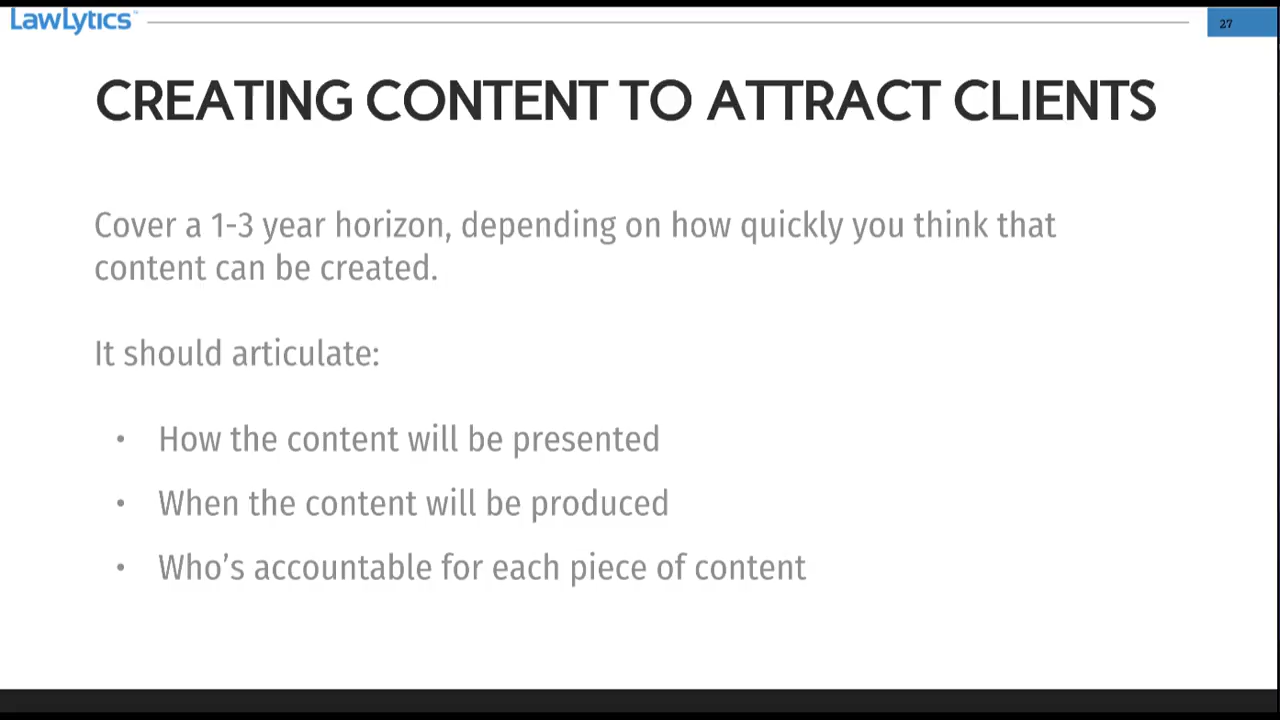 LawLytics™
27
CREATING CONTENT TO ATTRACT CLIENTS
Cover a 1-3 year horizon, depending on how quickly you think that
content can be created.
It should articulate:
• How the content will be presented
• When the content will be produced
• Who’s accountable for each piece of content